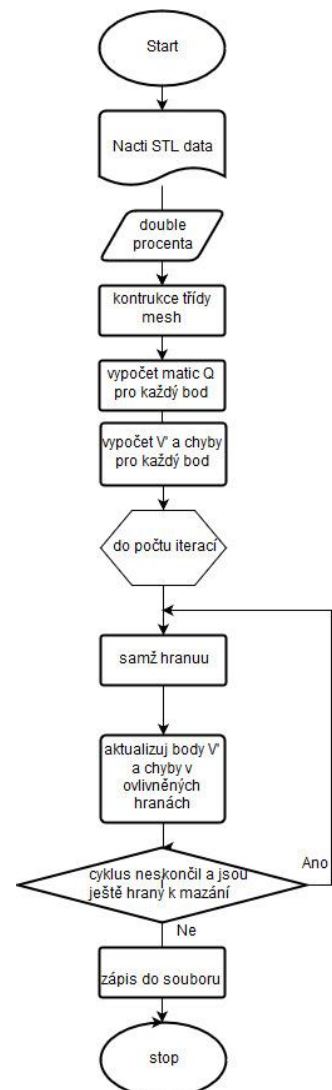 Start
Nacti STL data
double
procenta
kontrukce třídy
mesh
vypočet matic Q
pro každý bod
vypočet V' a chyby
pro každý bod
do počtu iterací
samž hranuu
aktualizuj body V'
a chyby v
ovlivněných
hranách
cyklus neskončil a jsou
ještě hrany k mazání
Ano
Ne
zápis do souboru
stop